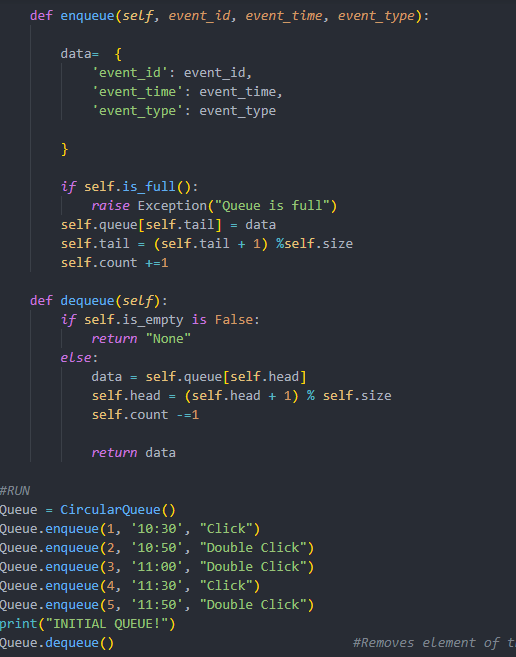 def enqueue(self, event_id, event_time, event_type):
data=  {
'event_id': event_id,
'event_time': event_time,
'event_type': event_type
}
if self.is_full():
raise Exception("Queue is full")
self.queue[self.tail] = data
self.tail = (self.tail + 1) %self.size
self.count +=1
def dequeue(self):
if self.is_empty is False:
return "None"
else:
data = self.queue[self.head]
self.head = (self.head + 1) % self.size
self.count -=1
return data
#RUN
Queue = CircularQueue()
Queue.enqueue(1, '10:30', "Click")
Queue.enqueue(2, '10:50', "Double Click")
Queue.enqueue(3, '11:00', "Double Click")
Queue.enqueue(4, '11:30', "Click")
Queue.enqueue(5, '11:50', "Double Click")
print("INITIAL QUEUE!")
Queue.dequeue() #Removes element of